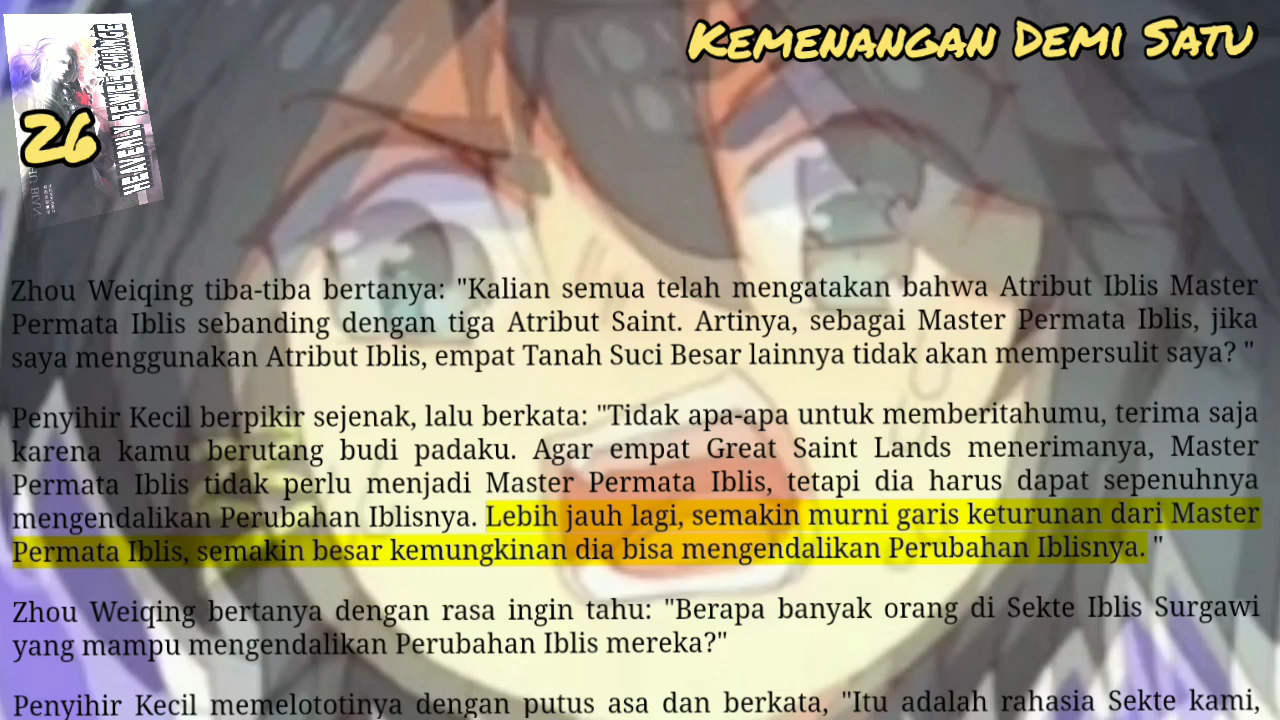 Kemenangan Demi Satu
26
HEAVENLY JEWEL CHANGE
Zhou Weiqing tiba-tiba bertanya: "Kalian semua telah mengatakan bahwa Atribut Iblis Master
Permata Iblis sebanding dengan tiga Atribut Saint. Artinya, sebagai Master Permata Iblis, jika
saya menggunakan Atribut Iblis, empat Tanah Suci Besar lainnya tidak akan mempersulit saya? "
Penyihir Kecil berpikir sejenak, lalu berkata: "Tidak apa-apa untuk memberitahumu, terima saja
karena kamu berutang budi padaku. Agar empat Great Saint Lands menerimanya, Master
Permata Iblis tidak perlu menjadi Master Permata Iblis, tetapi dia harus dapat sepenuhnya
mengendalikan Perubahan Iblisnya. Lebih jauh lagi, semakin murni garis keturunan dari Master
Permata Iblis, semakin besar kemungkinan dia bisa mengendalikan Perubahan Iblisnya. "
Zhou Weiqing bertanya dengan rasa ingin tahu: "Berapa banyak orang di Sekte Iblis Surgawi
yang mampu mengendalikan Perubahan Iblis mereka?"
Penyihir Kecil memelototinya dengan putus asa dan berkata, "Itu adalah rahasia Sekte kami,